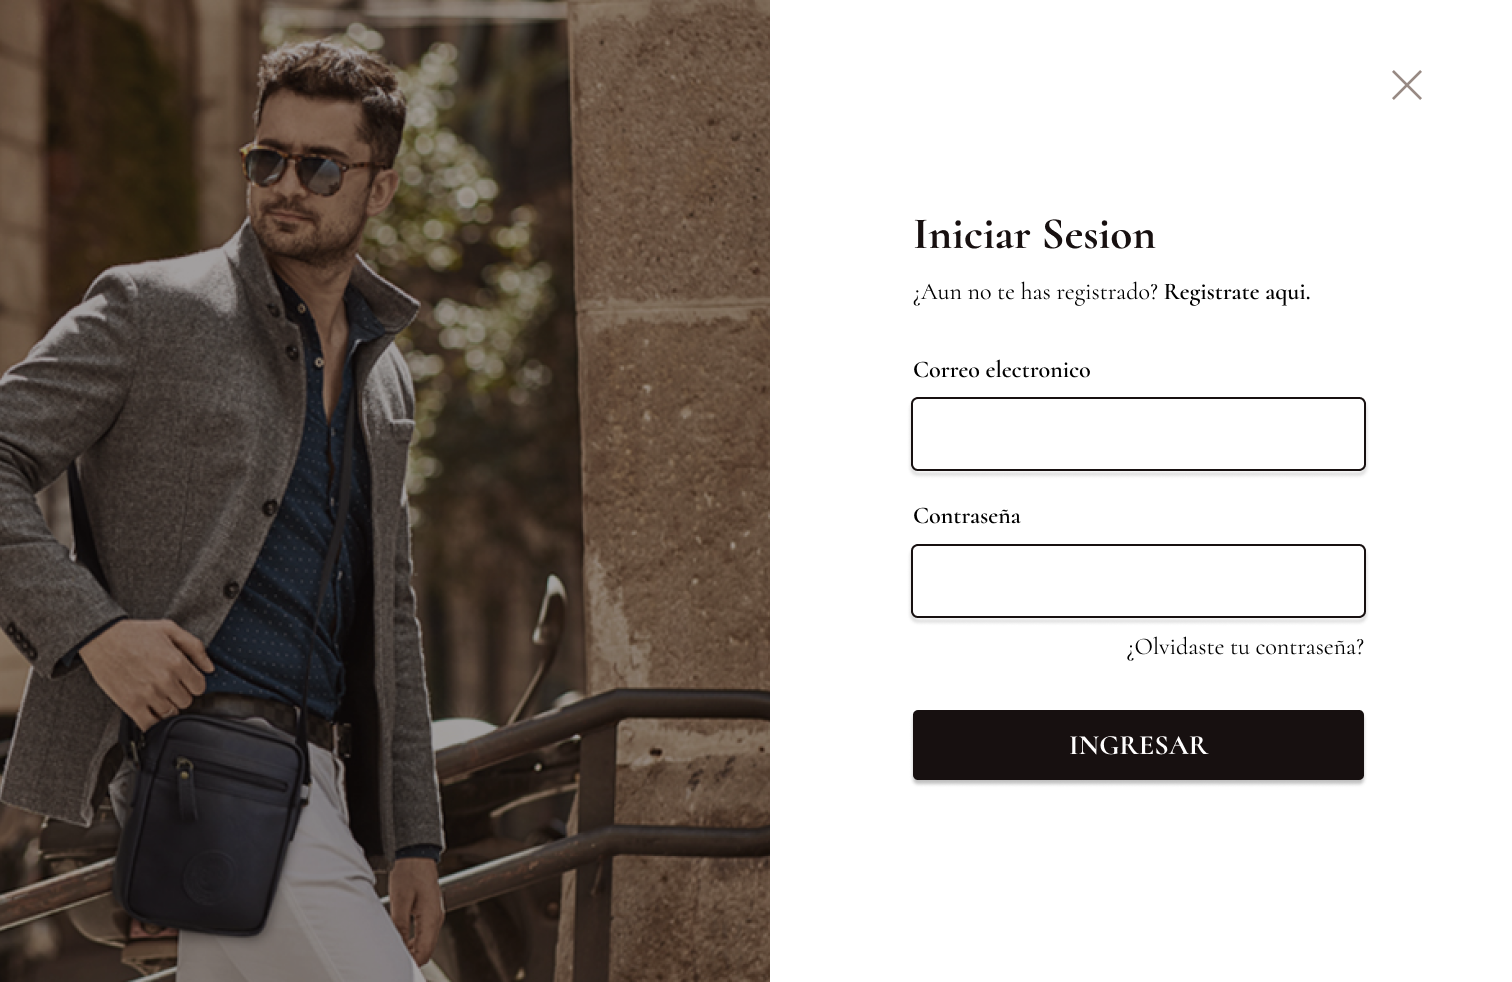 Iniciar Sesion
¿Aun no te has registrado? Registrate aqui.
Correo electronico
Contraseña
¿Olvidaste tu contraseña?
INGRESAR